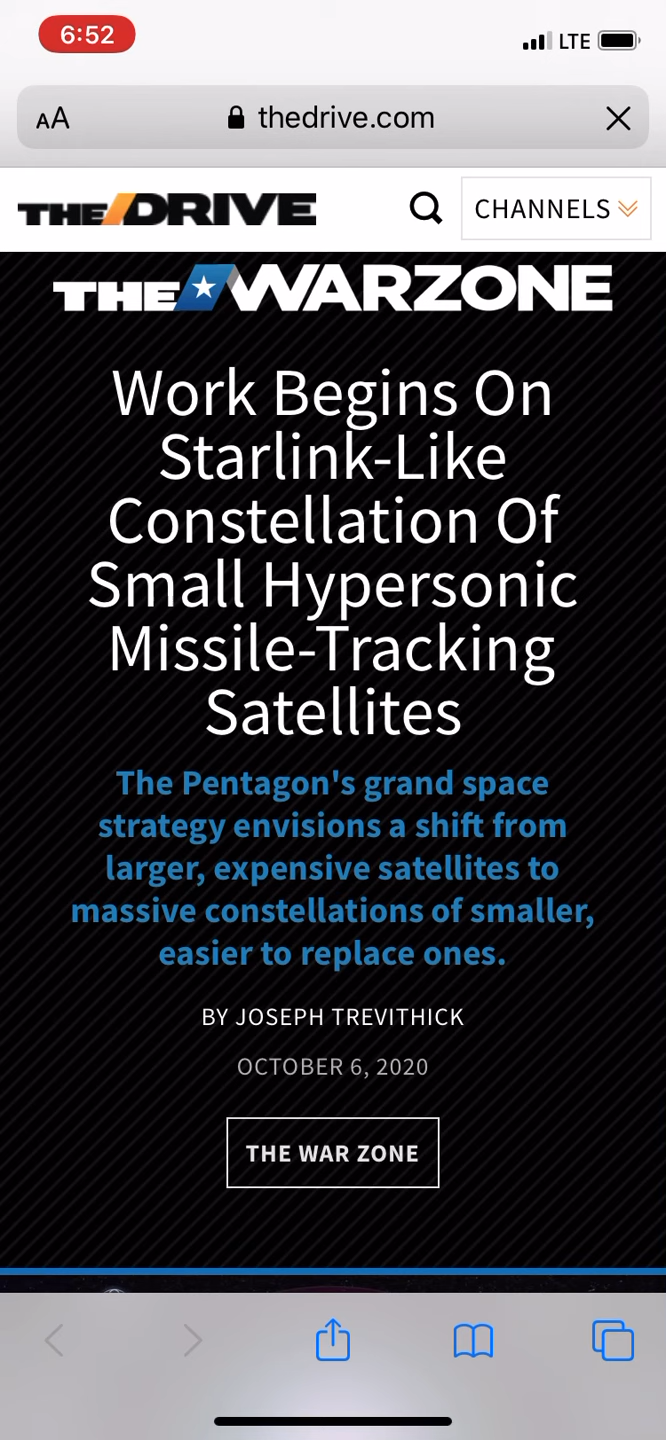 6:52
LTE
AA
thedrive.com
THE DRIVE
CHANNELS
THE WARZONE
Work Begins On
Starlink-Like
Constellation Of
Small Hypersonic
Missile-Tracking
Satellites
The Pentagon's grand space
strategy envisions a shift from
larger, expensive satellites to
massive constellations of smaller,
easier to replace ones.
BY JOSEPH TREVITHICK
OCTOBER 6, 2020
THE WAR ZONE